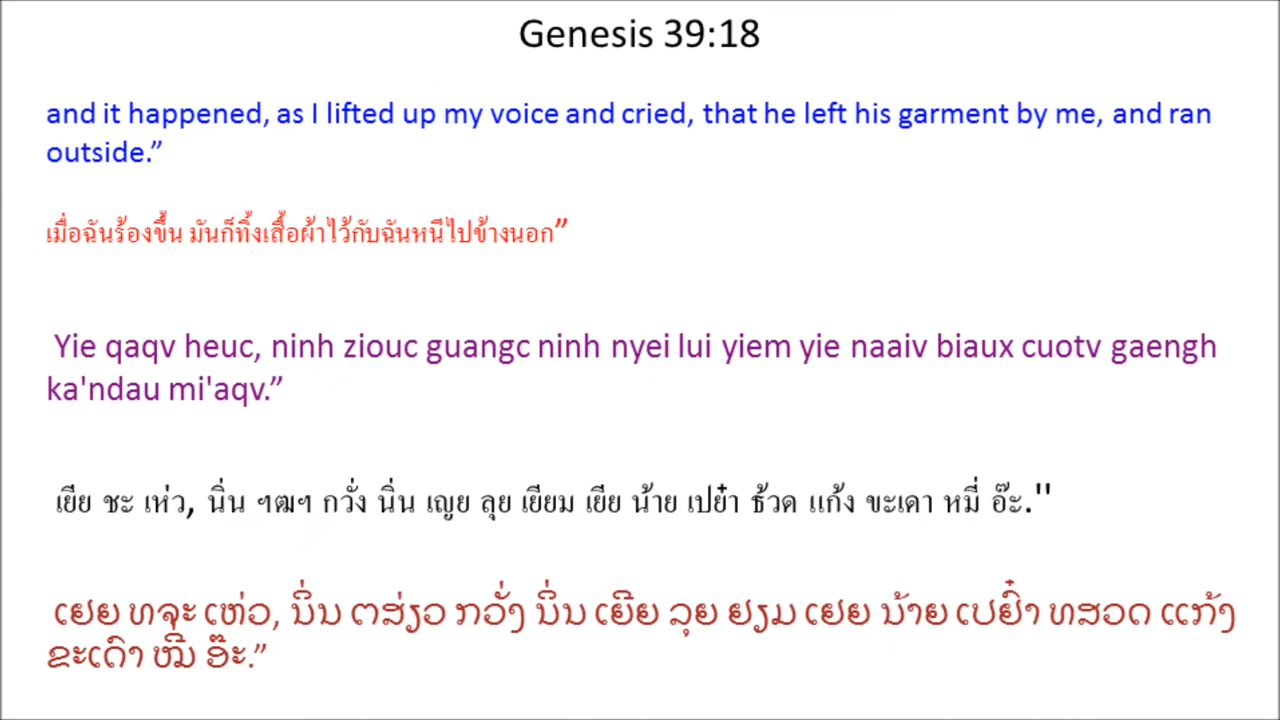 Genesis 39:18
and it happened, as I lifted up my voice and cried, that he left his garment by me, and ran
outside.”
เมื่อฉันร้องขึ้น มันก็ทิ้งเสื้อผ้าไว้กับฉันหนีไปข้างนอก”
Yie qaqv heuc, ninh ziouc guangc ninh nyei lui yiem yie naaiv biaux cuotv gaengh
ka'ndau mi'aqv.”
เยีย ชะ เห่ว, นิ่น ฯฒฯ กวั่ง นิ่น เญย ลุย เยียม เยีย น้าย เปย๋า ธ้วด แก้ง ขะเดา หมี่ อ๊ะ."
ເຢຍ ທຈະ ເຫ່ວ, ນິ່ນ ຕສ່ຽວ ກວັ່ງ ນິ່ນ ເຍີຍ ລຸຍ ຢຽມ ເຢຍ ນ້າຍ ເປຢົ໋າ ທສວດ ແກ້ງ
ຂະເດົາ ໝີ່ ອ໊ະ.”